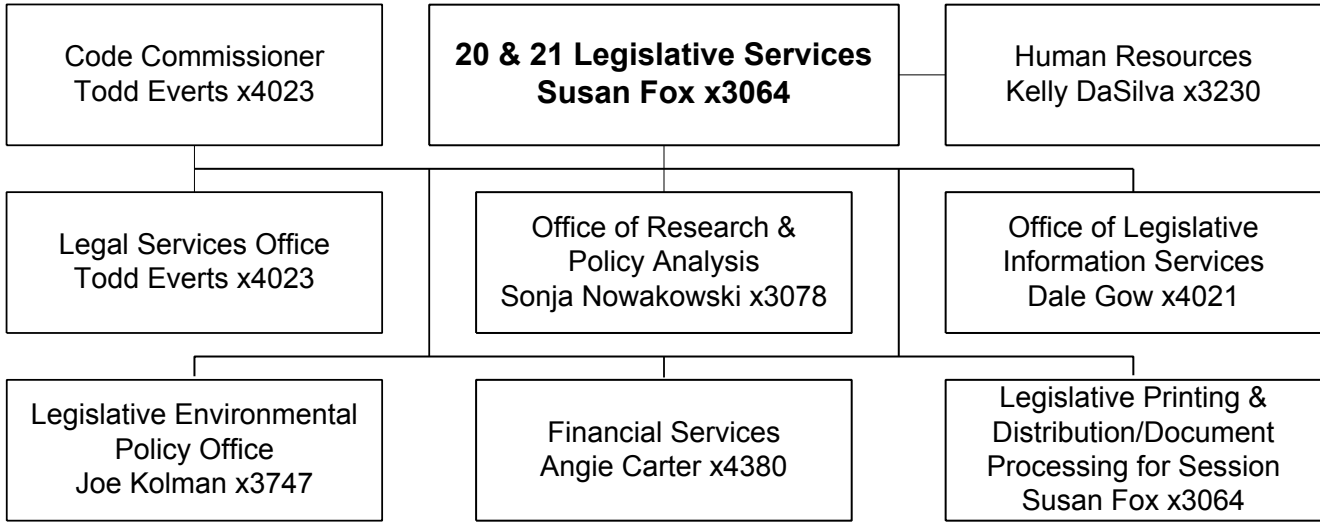 Code Commissioner
Todd Everts x4023
20 & 21 Legislative Services
Susan Fox x3064
Human Resources
Kelly DaSilva x3230
Legal Services Office
Todd Everts x4023
Office of Research &
Policy Analysis
Sonja Nowakowski x3078
Office of Legislative
Information Services
Dale Gow x4021
Legislative Environmental
Policy Office
Joe Kolman x3747
Financial Services
Angie Carter x4380
Legislative Printing &
Distribution/Document
Processing for Session
Susan Fox x3064